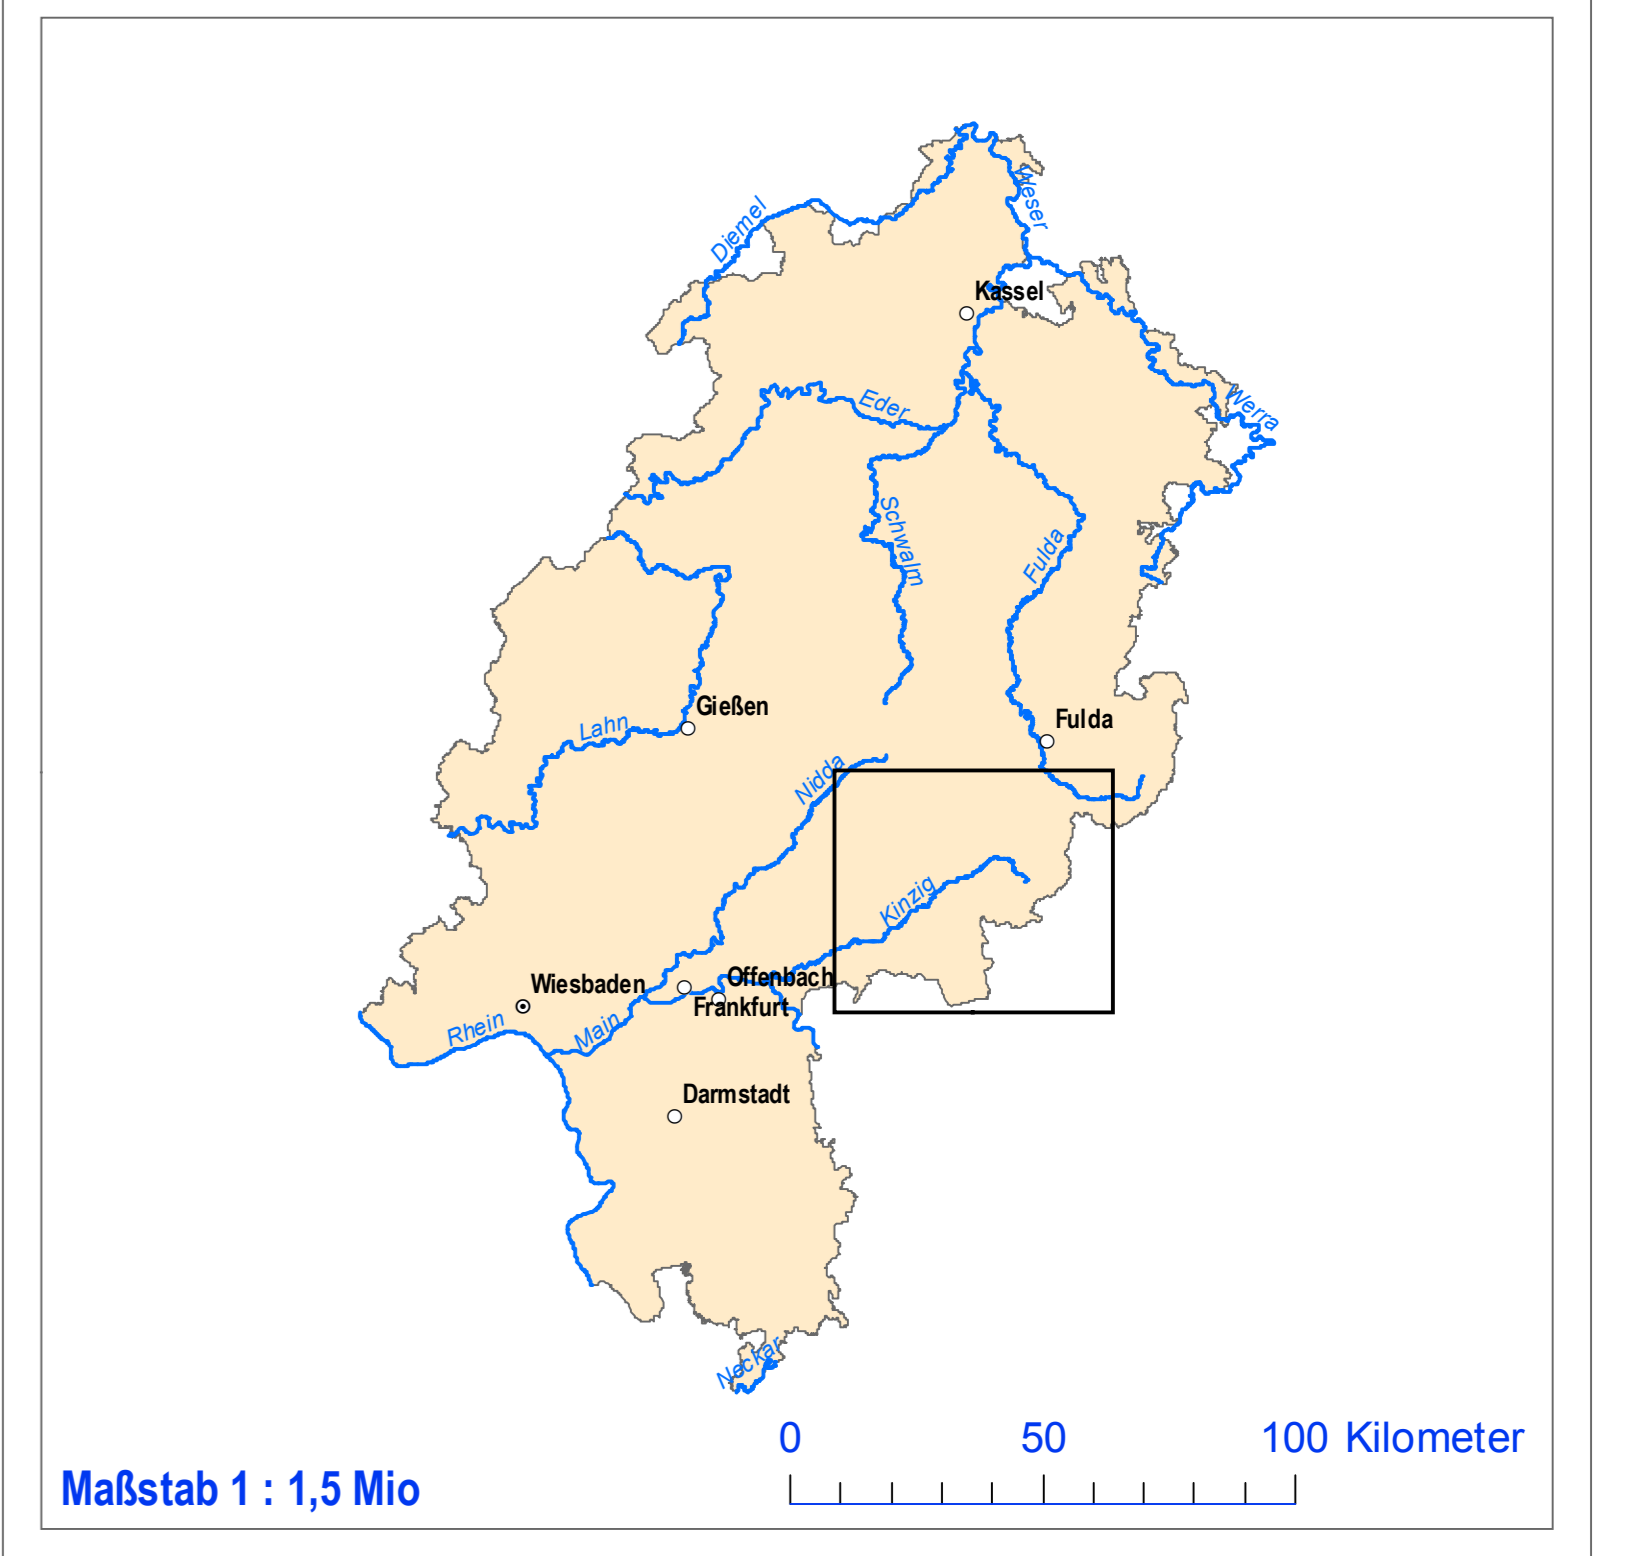 Weser
Diemel
Kassel
Eder
Werra
Schwalm
Fulda
Gießen
Fulda
Lahn
Nidda
Kinzig
Offenbach
Wiesbaden
Frankfurt
Rhein
Main
Darmstadt
Neckar
0 50 100 Kilometer
Maßstab 1 : 1,5 Mio